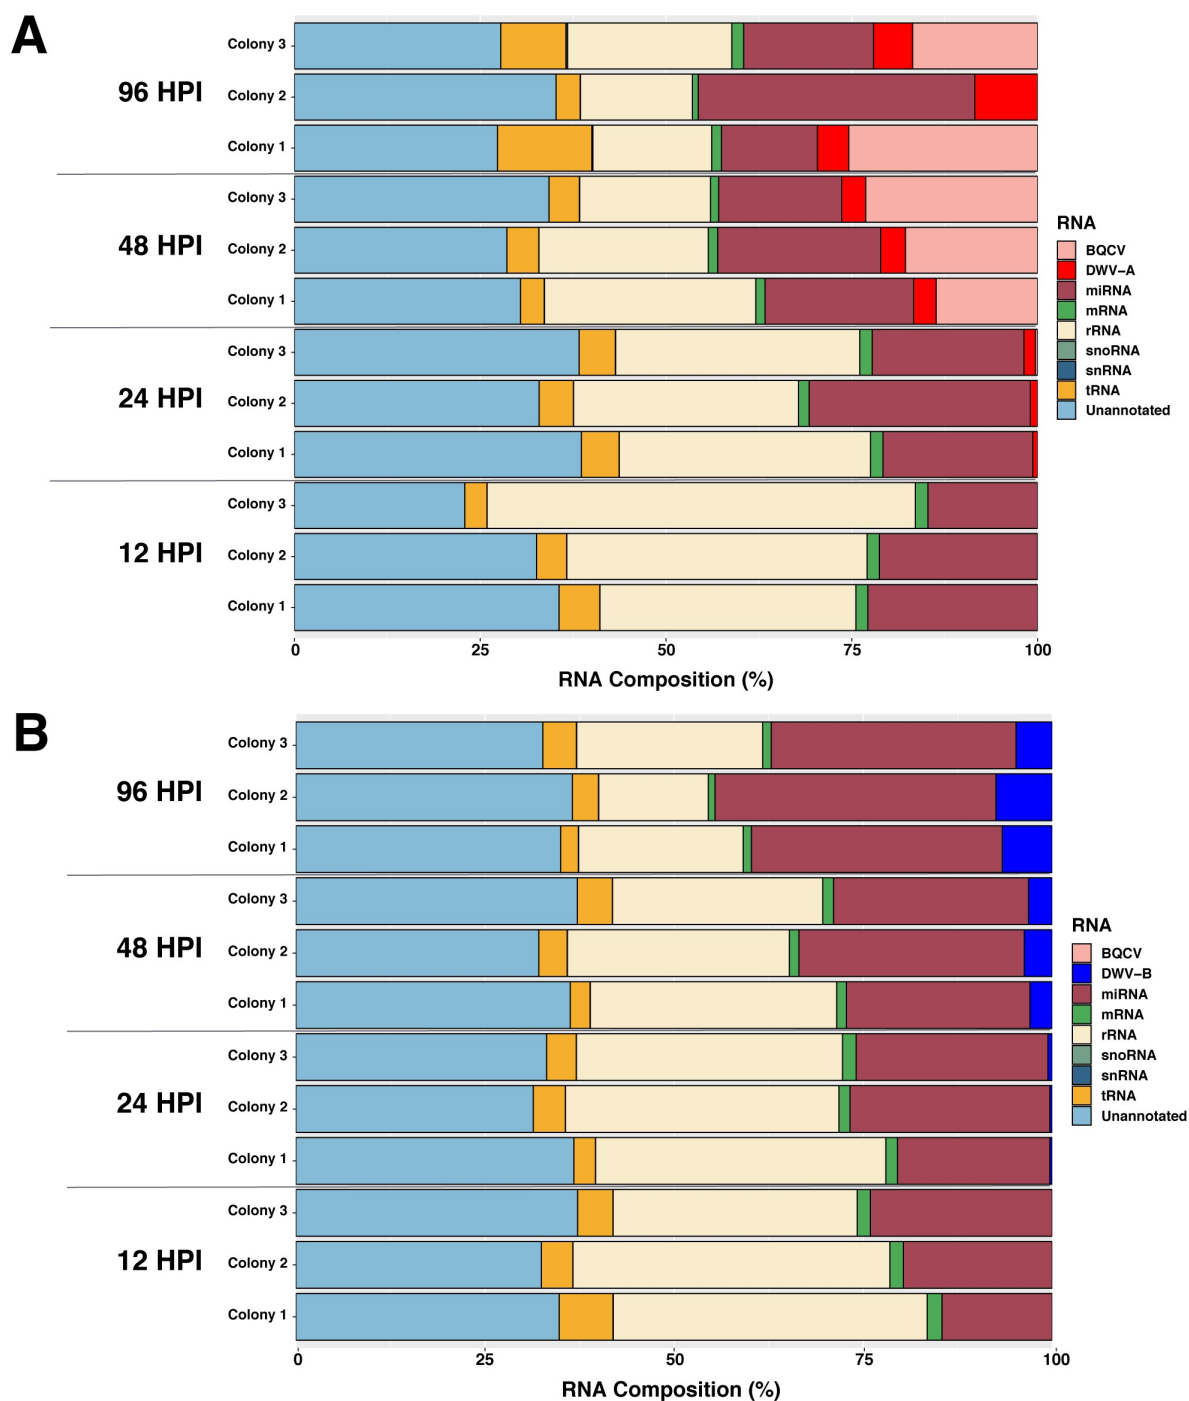 A
96 HPI
Colony 3
Colony 2
Colony 1
48 HPI
Colony 3
Colony 2
Colony 1
24 HPI
Colony 3
Colony 2
Colony 1
12 HPI
Colony 3
Colony 2
Colony 1
0 25 50 75 100
RNA Composition (%)
RNA
BQCV
DWV−A
miRNA
mRNA
rRNA
snoRNA
snRNA
tRNA
Unannotated
B
96 HPI
Colony 3
Colony 2
Colony 1
48 HPI
Colony 3
Colony 2
Colony 1
24 HPI
Colony 3
Colony 2
Colony 1
12 HPI
Colony 3
Colony 2
Colony 1
0 25 50 75 100
RNA Composition (%)
RNA
BQCV
DWV−B
miRNA
mRNA
rRNA
snoRNA
snRNA
tRNA
Unannotated